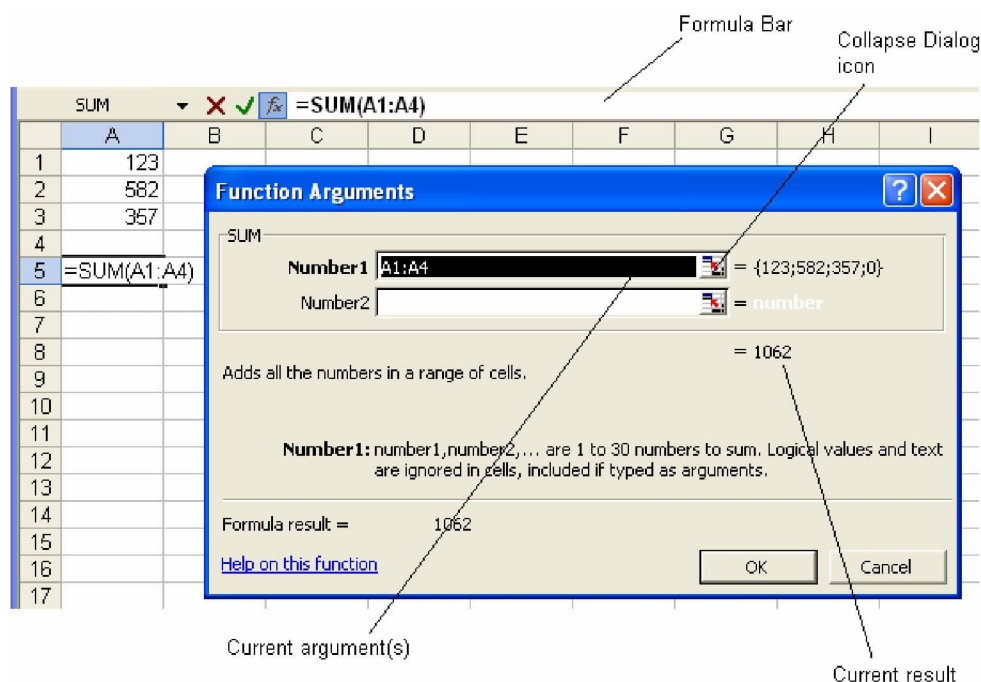 Formula Bar
Collapse Dialog
icon
SUM =SUM(A1:A4)
A B C D E F G H I
1 123
2 582
3 357
4
5 =SUM(A1:A4)
6
7
8
9
10
11
12
13
14
15
16
17
Function Arguments
SUM
Number1 A1:A4 = {123;582;357;0}
Number2 = number
= 1062
Adds all the numbers in a range of cells.
Number1: number1,number2,... are 1 to 30 numbers to sum. Logical values and text
are ignored in cells, included if typed as arguments.
Formula result = 1062
Help on this function
OK Cancel
Current argument(s)
Current result